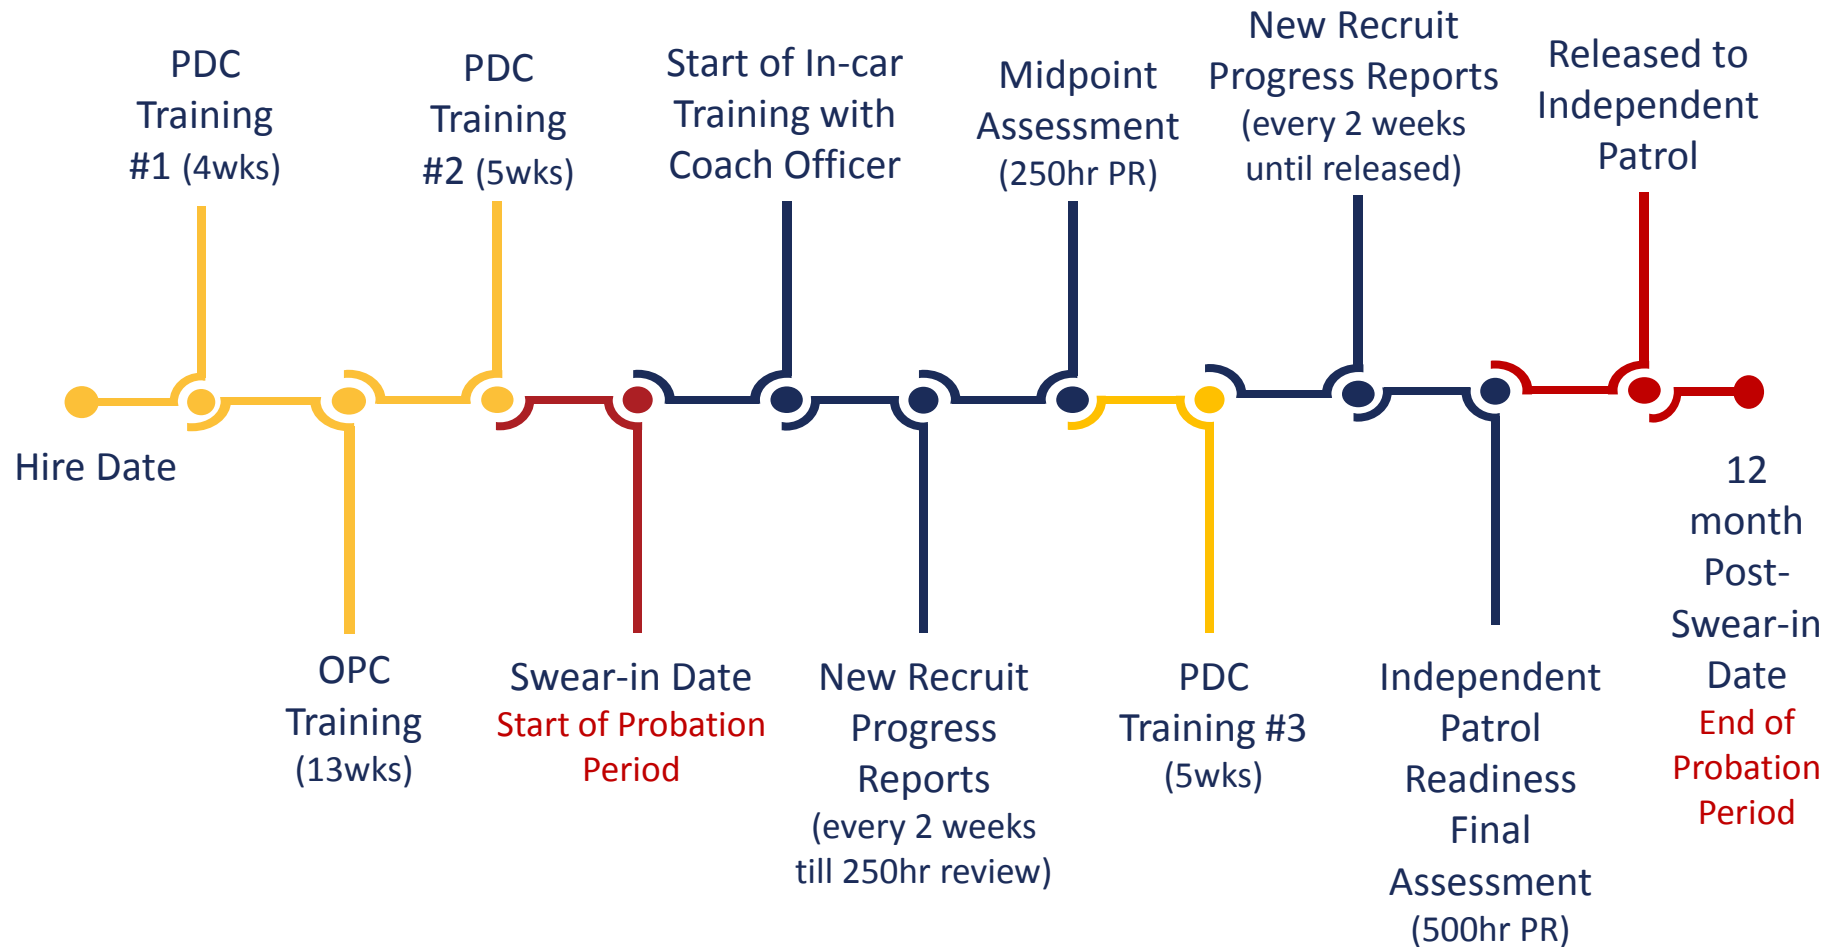 Hire Date
PDC
Training
#1 (4wks)
OPC
Training
(13wks)
PDC
Training
#2 (5wks)
Swear-in Date
Start of Probation
Period
Start of In-car
Training with
Coach Officer
New Recruit
Progress
Reports
(every 2 weeks
till 250hr review)
Midpoint
Assessment
(250hr PR)
PDC
Training #3
(5wks)
New Recruit
Progress Reports
(every 2 weeks
until released)
Independent
Patrol
Readiness
Final
Assessment
(500hr PR)
Released to
Independent
Patrol
12
month
Post-
Swear-in
Date
End of
Probation
Period